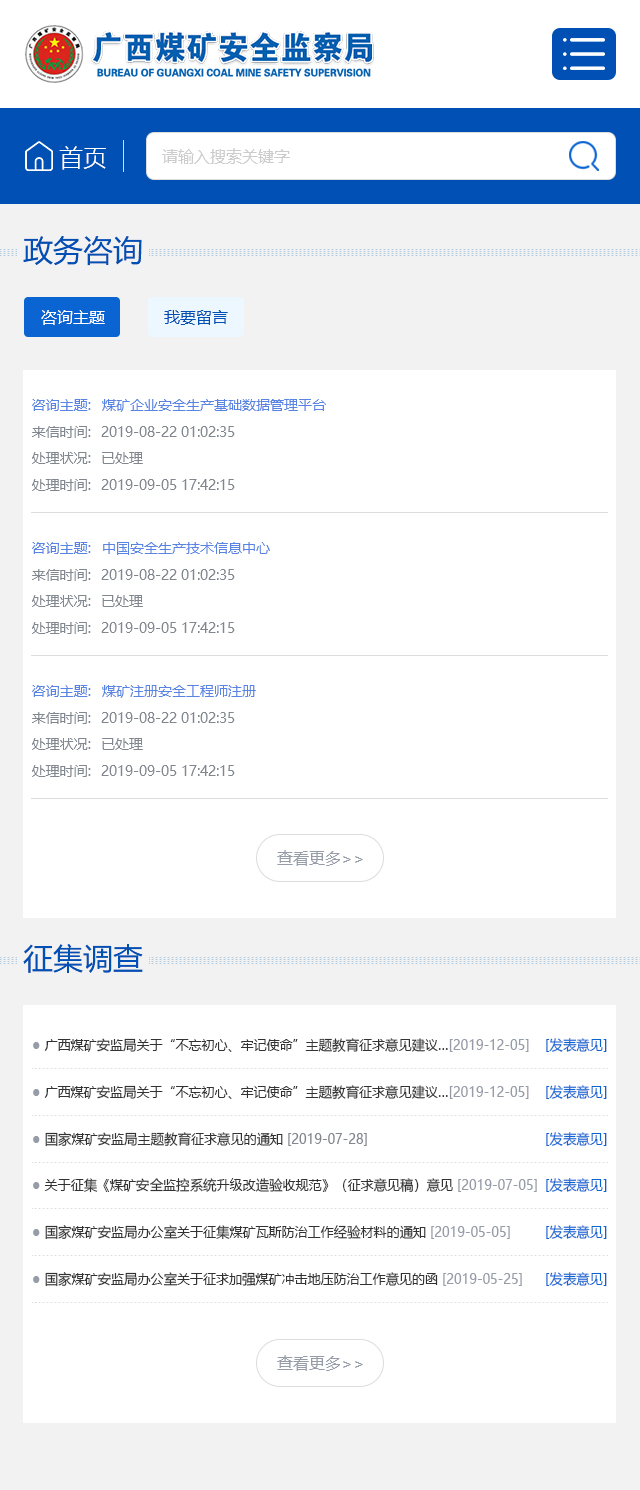 广西煤矿安全监察局
BUREAU OF GUANGXI COAL MINE SAFETY SUPERVISION
首页
请输入搜索关键字
政务咨询
咨询主题
我要留言
咨询主题: 煤矿企业安全生产基础数据管理平台
来信时间: 2019-08-22 01:02:35
处理状况: 已处理
处理时间: 2019-09-05 17:42:15
咨询主题: 中国安全生产技术信息中心
来信时间: 2019-08-22 01:02:35
处理状况: 已处理
处理时间: 2019-09-05 17:42:15
咨询主题: 煤矿注册安全工程师注册
来信时间: 2019-08-22 01:02:35
处理状况: 已处理
处理时间: 2019-09-05 17:42:15
查看更多>>
征集调查
● 广西煤矿安监局关于“不忘初心、牢记使命”主题教育征求意见建议...[2019-12-05] [发表意见]
● 广西煤矿安监局关于“不忘初心、牢记使命”主题教育征求意见建议...[2019-12-05] [发表意见]
● 国家煤矿安监局主题教育征求意见的通知 [2019-07-28] [发表意见]
● 关于征集《煤矿安全监控系统升级改造验收规范》（征求意见稿）意见 [2019-07-05] [发表意见]
● 国家煤矿安监局办公室关于征集煤矿瓦斯防治工作经验材料的通知 [2019-05-05] [发表意见]
● 国家煤矿安监局办公室关于征求加强煤矿冲击地压防治工作意见的函 [2019-05-25] [发表意见]
查看更多>>